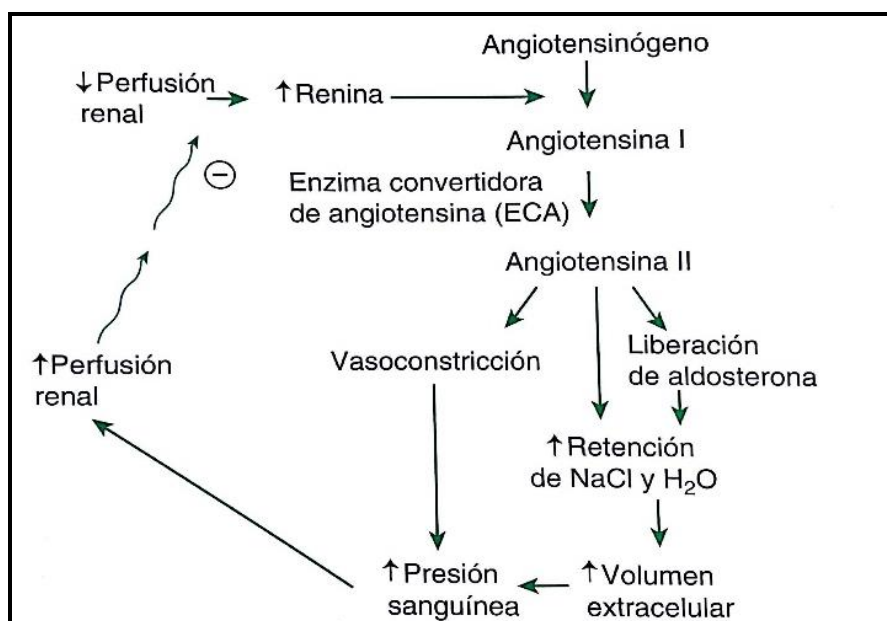 Angiotensinógeno
↓Perfusión
renal
↑Renina
Angiotensina I
Enzima convertidora
de angiotensina (ECA)
Angiotensina II
Vasoconstricción
Liberación
de aldosterona
↑Perfusión
renal
↑Retención
de NaCl y H₂O
↑Presión
sanguínea
↑Volumen
extracelular